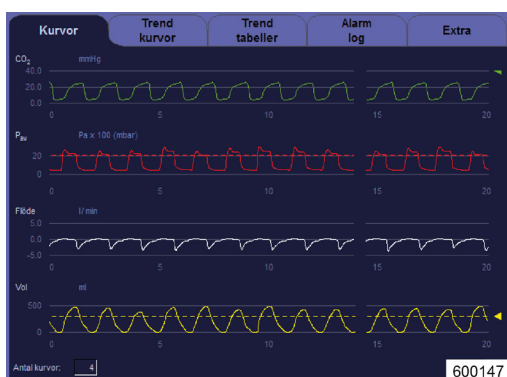 Kurvor
Trend kurvor
Trend tabeller
Alarm log
Extra
CO2 mmHg
40.0
20.0
0.0
0 5 10 15 20
Paw Pa x 100 (mbar)
20
0
0 5 10 15 20
Flöde l/min
5.0
0.0
-5.0
0 5 10 15 20
Vol ml
500
0
0 5 10 15 20
Antal kurvor: 4
600147